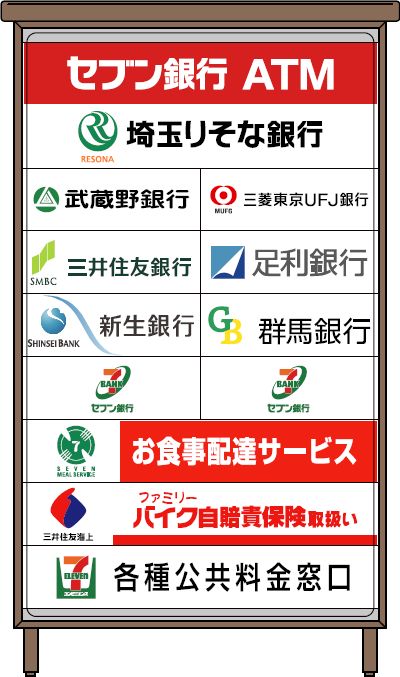 セブン銀行 ATM
RESONA
埼玉りそな銀行
武蔵野銀行
MUFG
三菱東京UFJ銀行
SMBC
三井住友銀行
足利銀行
SHINSEI BANK
新生銀行
GB
群馬銀行
7
BANK
セブン銀行
7
BANK
セブン銀行
7
SEVEN
MEAL SERVICE
お食事配達サービス
三井住友海上
ファミリー
バイク自賠責保険取扱い
7
ELEVEN
各種公共料金窓口